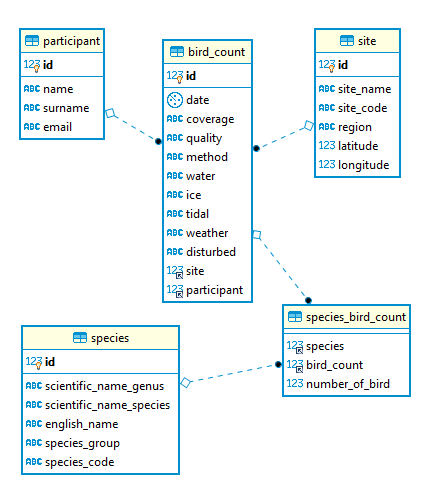 participant
123 id
ABC name
ABC surname
ABC email
bird_count
123 id
date
ABC coverage
ABC quality
ABC method
ABC water
ABC ice
ABC tidal
ABC weather
ABC disturbed
123 site
123 participant
site
123 id
ABC site_name
ABC site_code
ABC region
123 latitude
123 longitude
species_bird_count
123 species
123 bird_count
123 number_of_bird
species
123 id
ABC scientific_name_genus
ABC scientific_name_species
ABC english_name
ABC species_group
ABC species_code